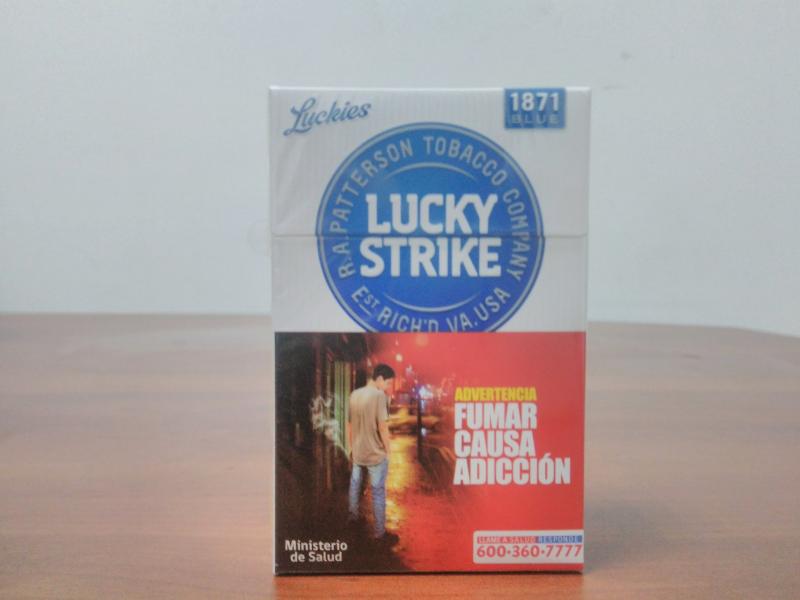 Luckies
1871
BLUE
R.A. PATTERSON TOBACCO COMPANY
LUCKY
STRIKE
EST. RICH'D VA. USA
ADVERTENCIA
FUMAR
CAUSA
ADICCIÓN
Ministerio
de Salud
LLAME A SALUD RESPONDE
600·360·7777